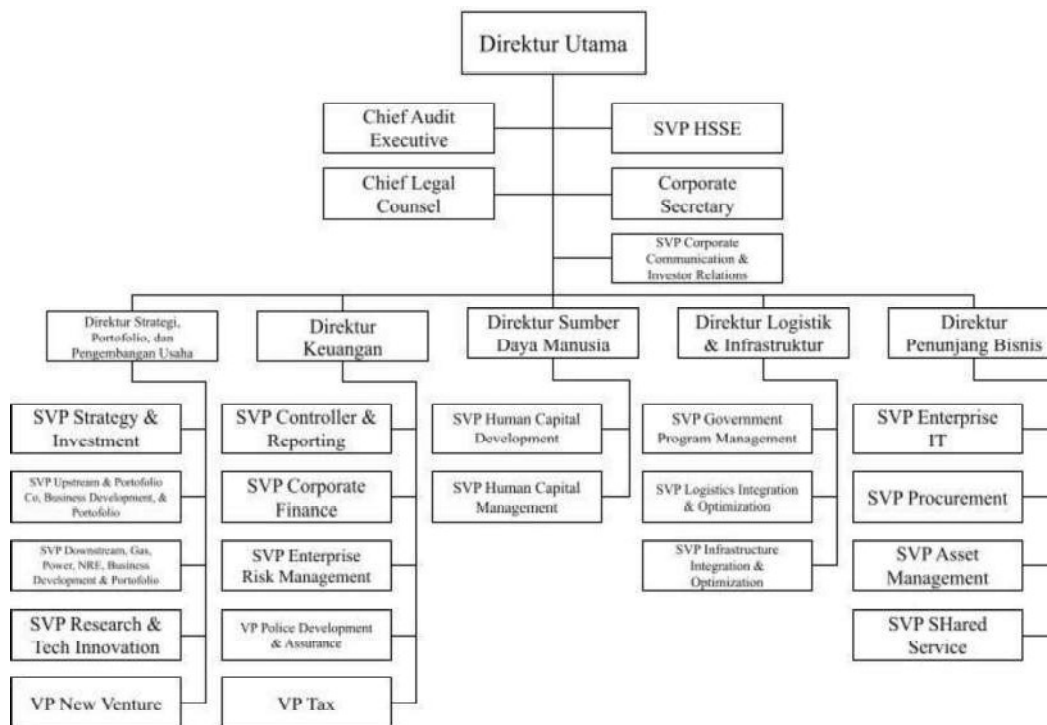 Direktur Utama
Chief Audit
Executive
SVP HSSE
Chief Legal
Counsel
Corporate
Secretary
SVP Corporate
Communication &
Investor Relations
Direktur Strategi,
Portofolio, dan
Pengembangan Usaha
Direktur
Keuangan
Direktur Sumber
Daya Manusia
Direktur Logistik
& Infrastruktur
Direktur
Penunjang Bisnis
SVP Strategy &
Investment
SVP Upstream & Portofolio
Co, Business Development, &
Portofolio
SVP Downstream, Gas,
Power, NRE, Business
Development & Portofolio
SVP Research &
Tech Innovation
VP New Venture
SVP Controller &
Reporting
SVP Corporate
Finance
SVP Enterprise
Risk Management
VP Police Development
& Assurance
VP Tax
SVP Human Capital
Development
SVP Human Capital
Management
SVP Government
Program Management
SVP Logistics Integration
& Optimization
SVP Infrastructure
Integration &
Optimization
SVP Enterprise
IT
SVP Procurement
SVP Asset
Management
SVP SHared
Service